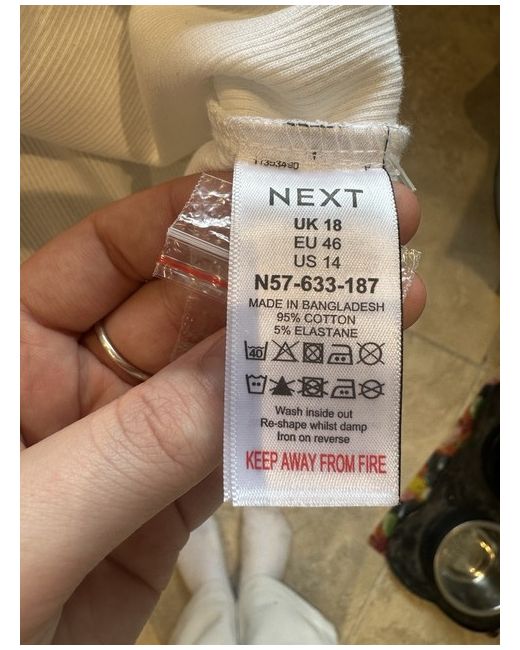 NEXT
UK 18
EU 46
US 14
N57-633-187
MADE IN BANGLADESH
95% COTTON
5% ELASTANE
40
Wash inside out
Re-shape whilst damp
Iron on reverse
KEEP AWAY FROM FIRE